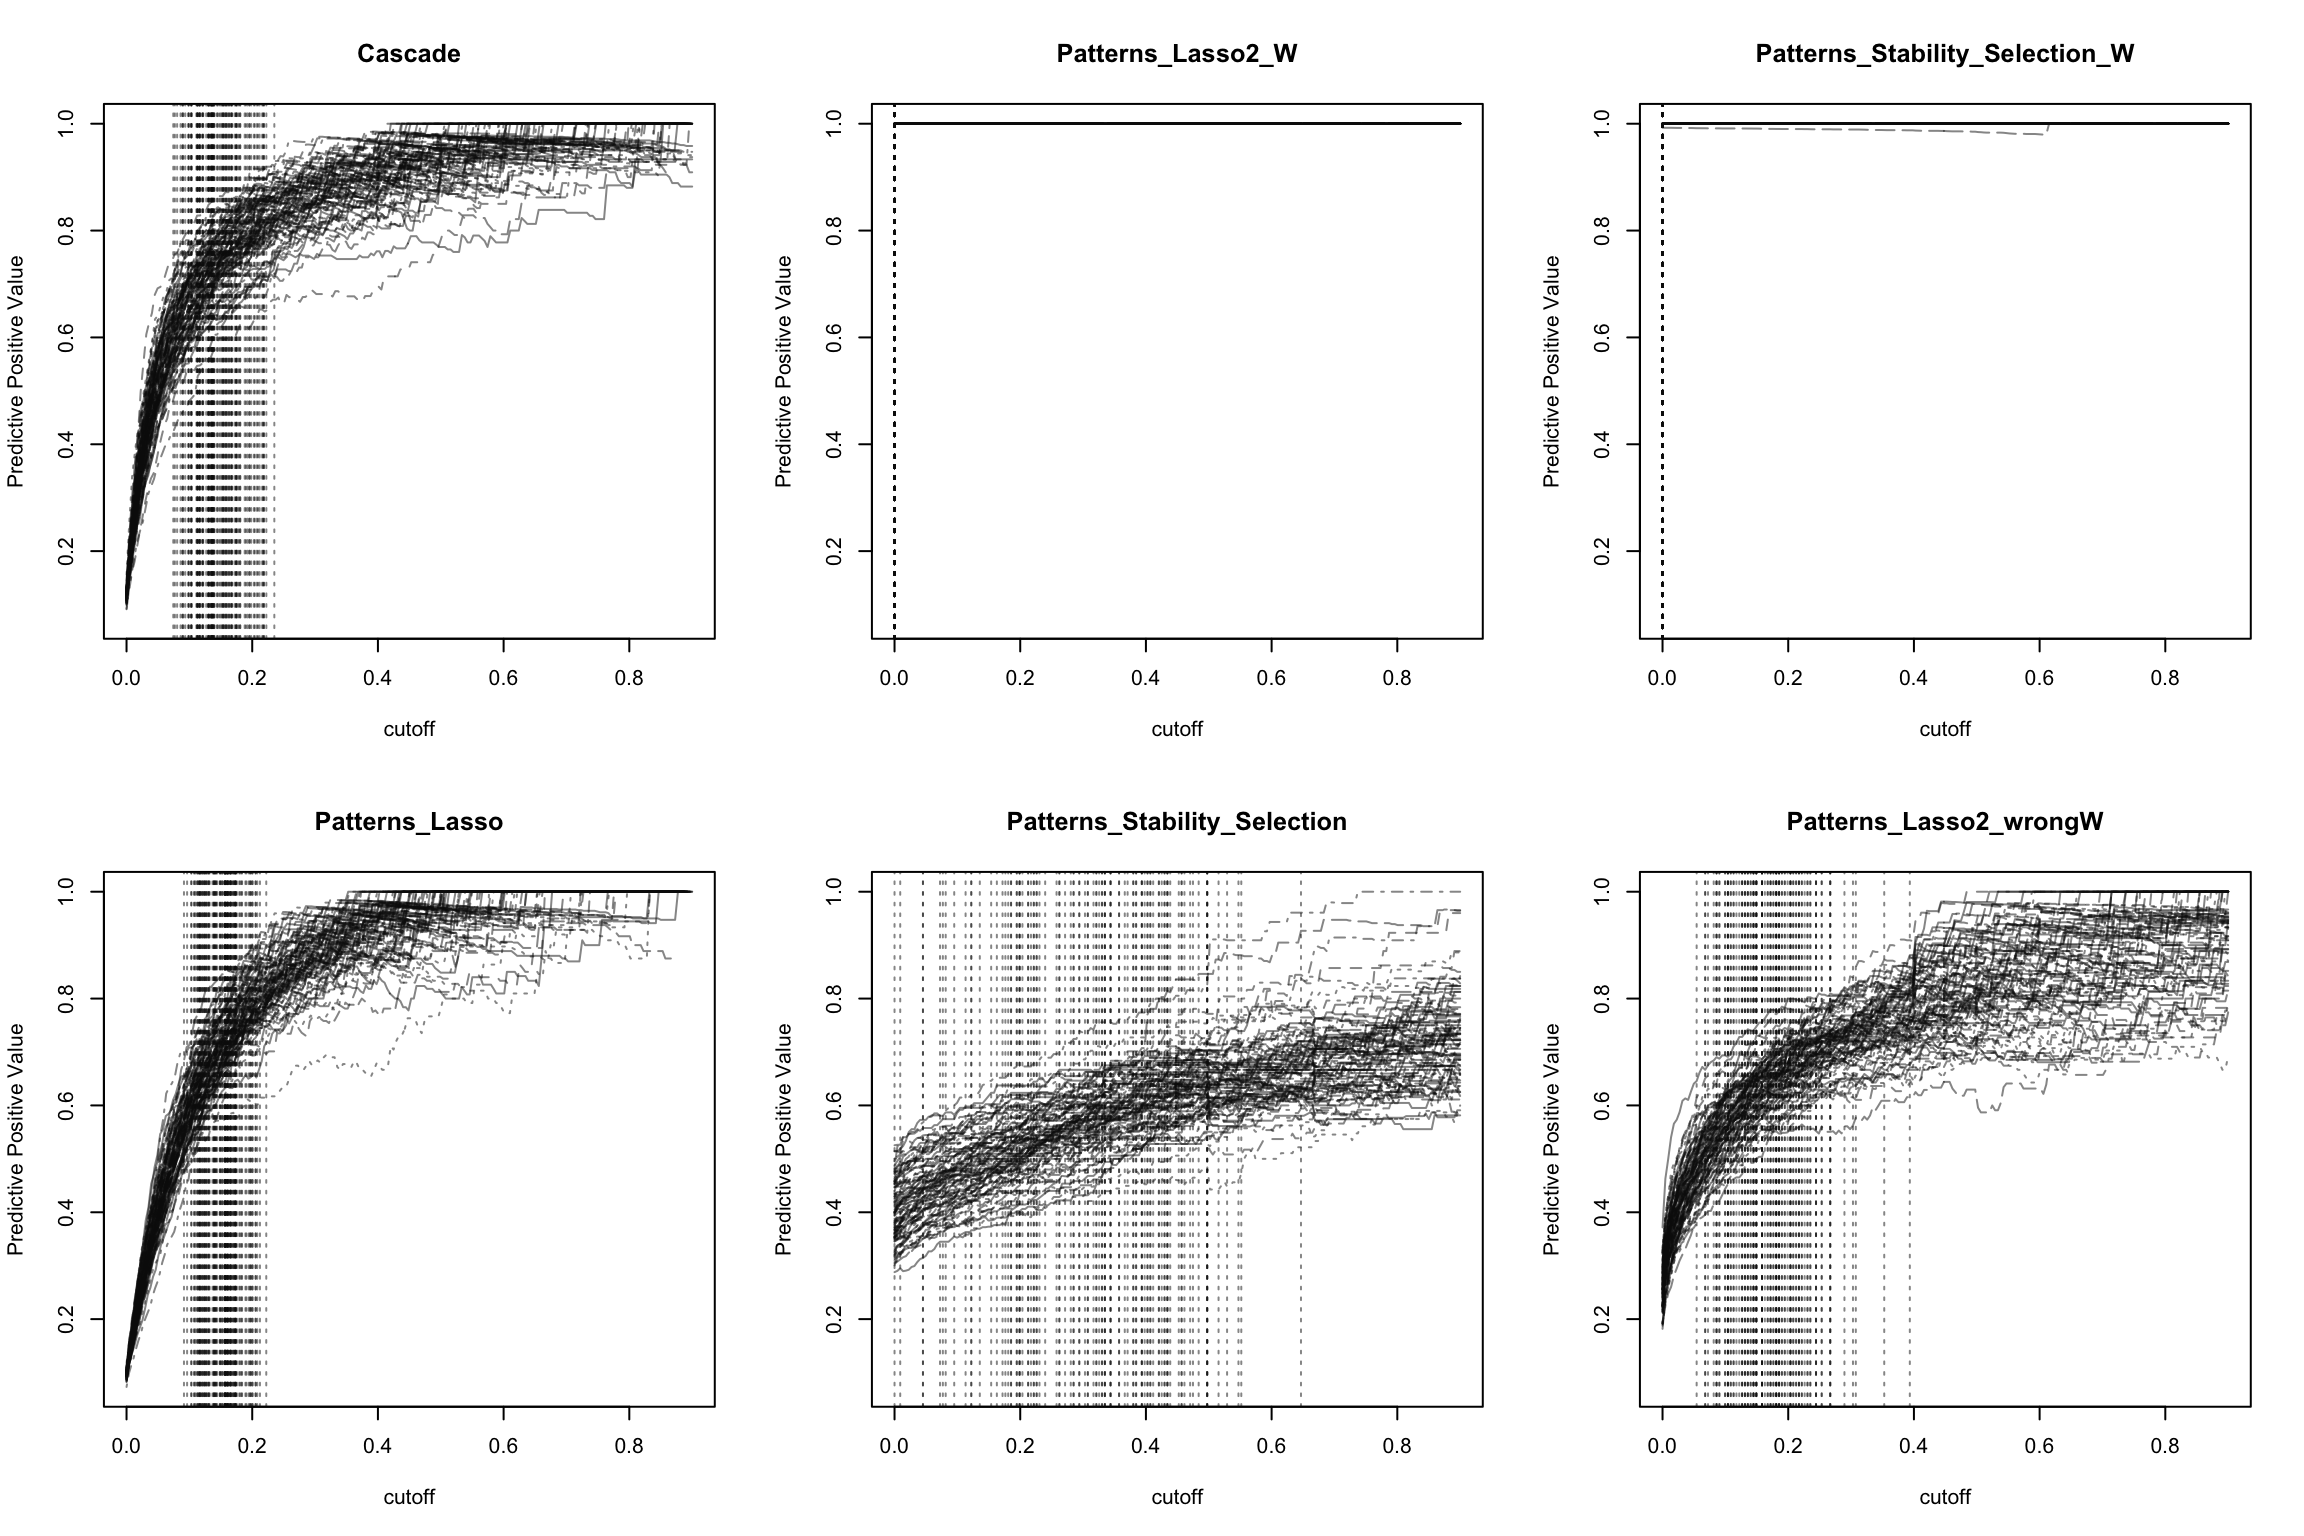 Cascade
Predictive Positive Value
1.0
0.8
0.6
0.4
0.2
0.0 0.2 0.4 0.6 0.8
cutoff
Patterns_Lasso2_W
Predictive Positive Value
1.0
0.8
0.6
0.4
0.2
0.0 0.2 0.4 0.6 0.8
cutoff
Patterns_Stability_Selection_W
Predictive Positive Value
1.0
0.8
0.6
0.4
0.2
0.0 0.2 0.4 0.6 0.8
cutoff
Patterns_Lasso
Predictive Positive Value
1.0
0.8
0.6
0.4
0.2
0.0 0.2 0.4 0.6 0.8
cutoff
Patterns_Stability_Selection
Predictive Positive Value
1.0
0.8
0.6
0.4
0.2
0.0 0.2 0.4 0.6 0.8
cutoff
Patterns_Lasso2_wrongW
Predictive Positive Value
1.0
0.8
0.6
0.4
0.2
0.0 0.2 0.4 0.6 0.8
cutoff